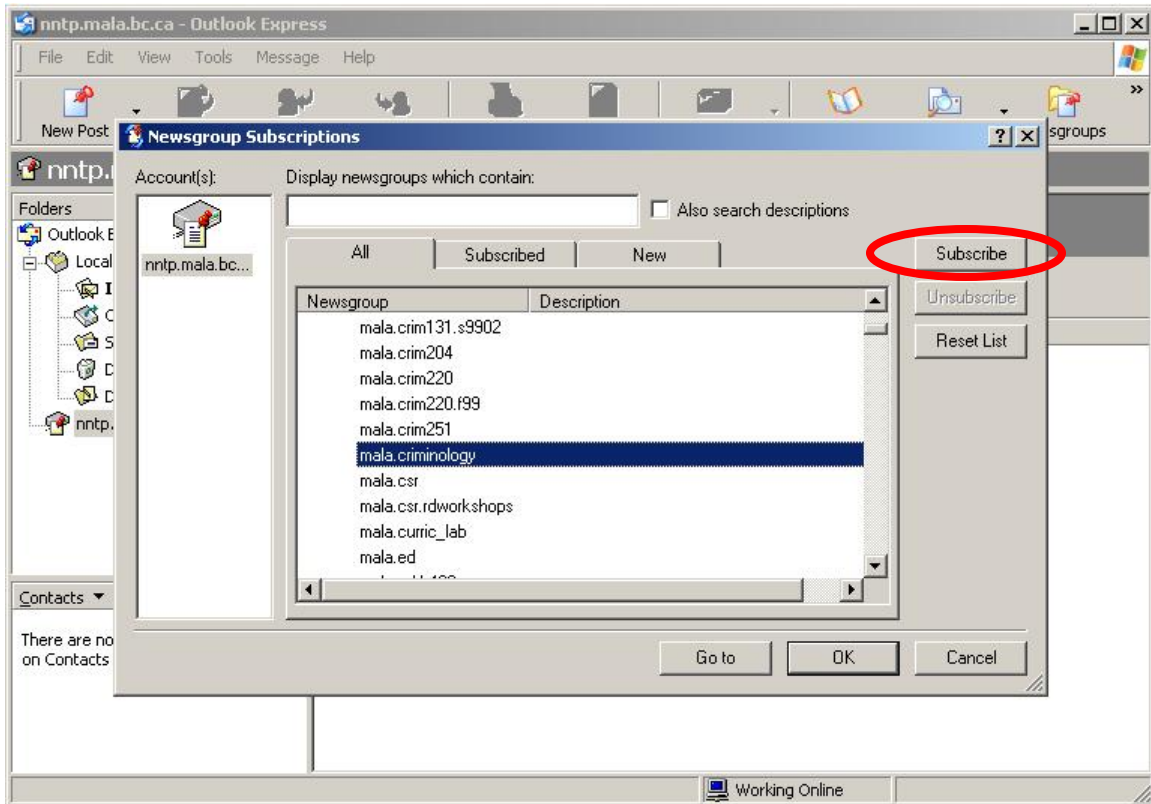 nntp.mala.bc.ca - Outlook Express
File Edit View Tools Message Help
New Post
sgroups
Newsgroup Subscriptions
nntp.
Account(s):
Display newsgroups which contain:
Also search descriptions
Folders
Outlook E
Local
nntp.
nntp.mala.bc...
All Subscribed New
Subscribe
Unsubscribe
Reset List
Newsgroup Description
mala.crim131.s9902
mala.crim204
mala.crim220
mala.crim220.f99
mala.crim251
mala.criminology
mala.csr
mala.csr.rdworkshops
mala.curric_lab
mala.ed
Contacts
There are no
on Contacts
Go to OK Cancel
Working Online